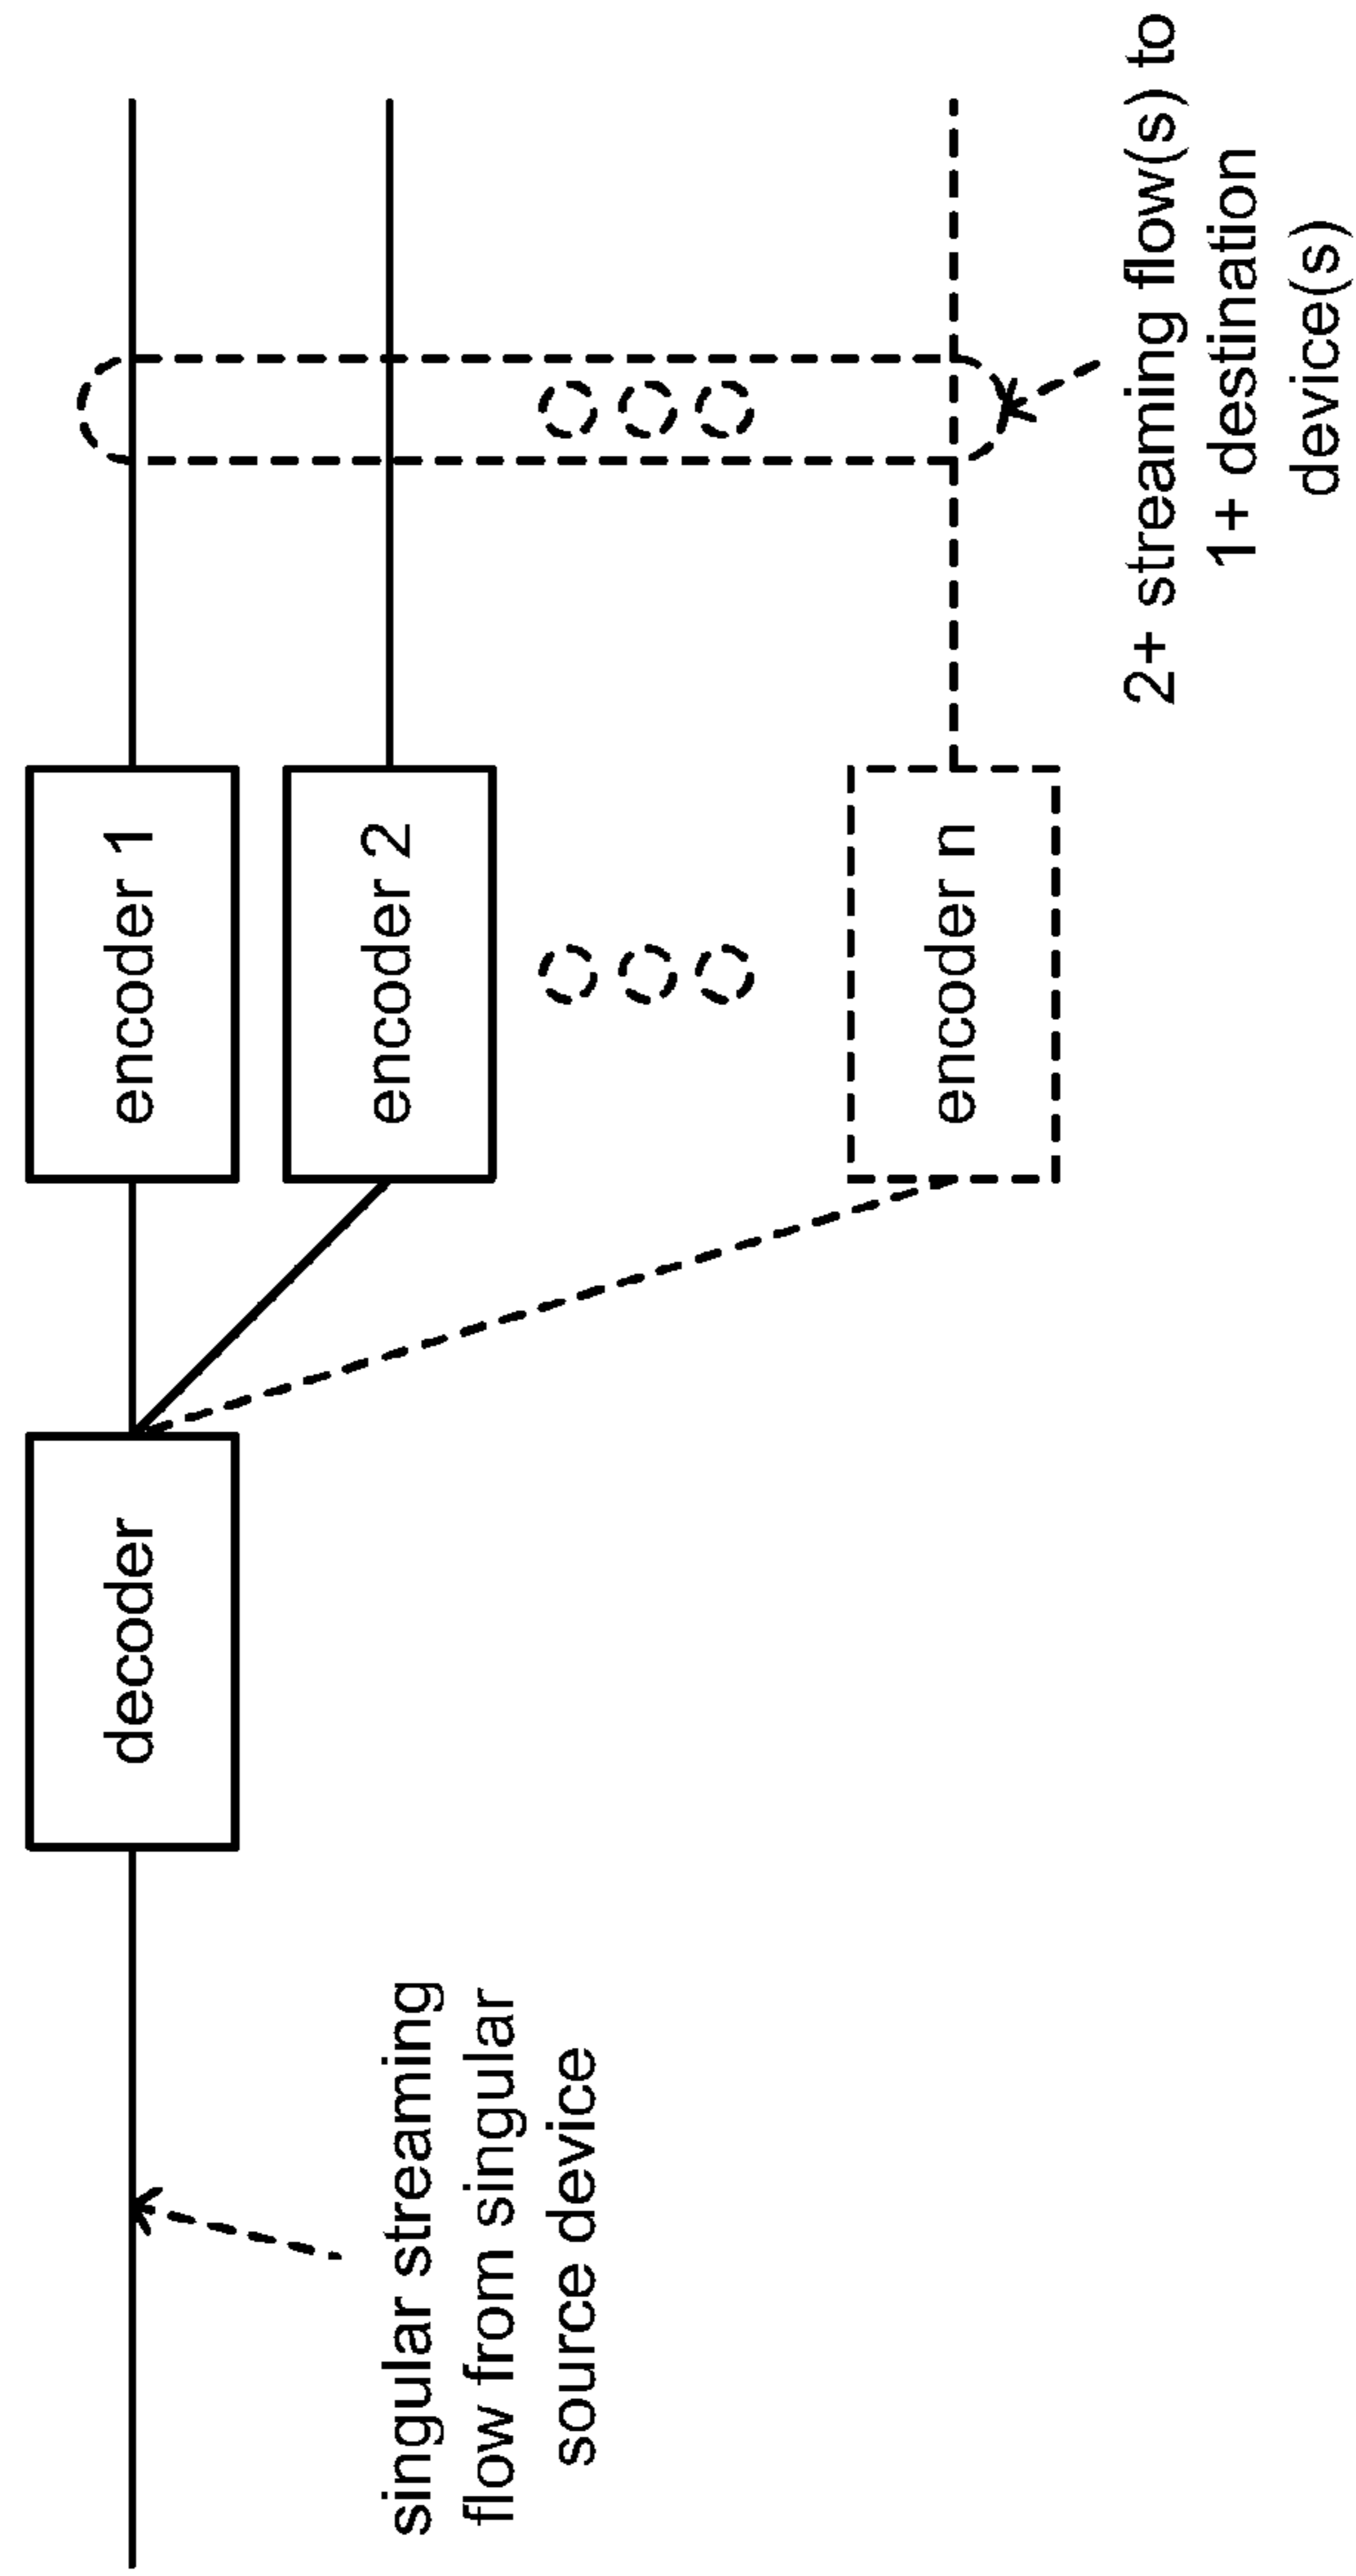 singular streaming
flow from singular
source device
decoder
encoder 1
encoder 2
encoder n
2+ streaming flow(s) to
1+ destination
device(s)